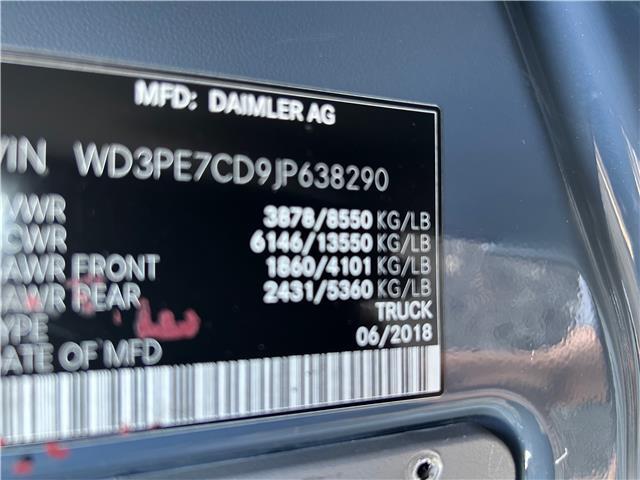 MFD: DAIMLER AG
VIN WD3PE7CD9JP638290
VWR 3878/8550 KG/LB
CWR 6146/13550 KG/LB
AWR FRONT 1860/4101 KG/LB
AWR REAR 2431/5360 KG/LB
YPE TRUCK
ATE OF MFD 06/2018